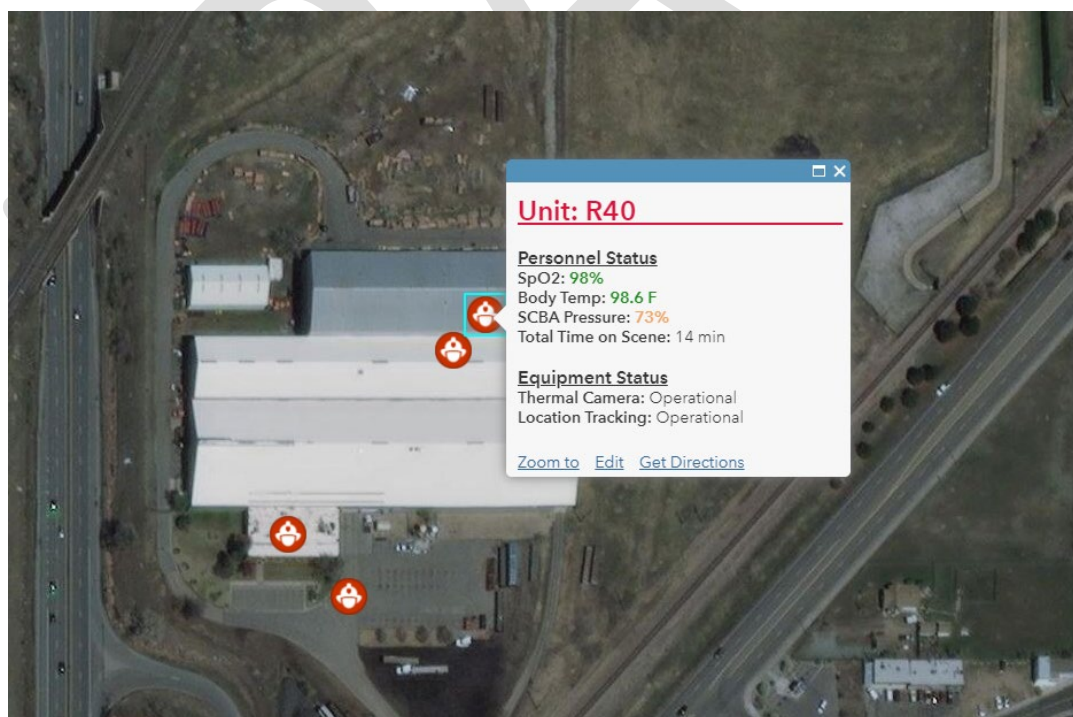 Unit: R40
Personnel Status
SpO2: 98%
Body Temp: 98.6 F
SCBA Pressure: 73%
Total Time on Scene: 14 min
Equipment Status
Thermal Camera: Operational
Location Tracking: Operational
Zoom to Edit Get Directions